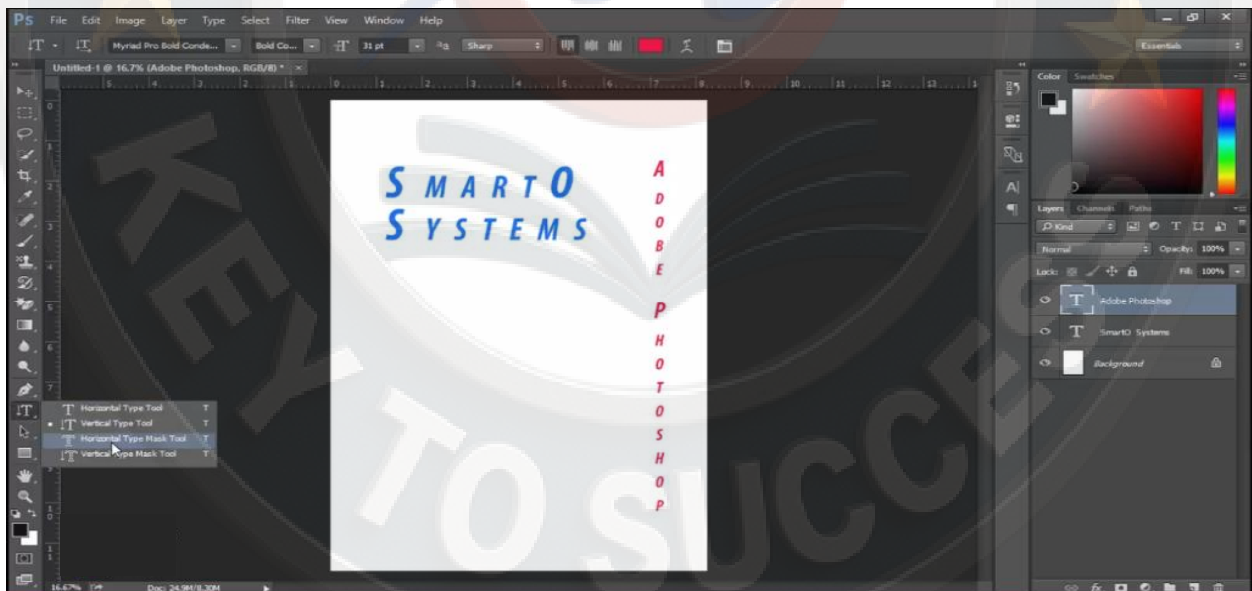 Ps File Edit Image Layer Type Select Filter View Window Help
Myriad Pro Bold Conde... Bold Co... 31 pt aa Sharp Essentials
Untitled-1 @ 16.7% (Adobe Photoshop, RGB/8) * ×
Color Swatches
SmartO
Systems
Adobe Photoshop
Layers Channels Paths
Kind
Normal Opacity: 100%
Lock: Fill: 100%
Adobe Photoshop
SmartO Systems
Background
Horizontal Type Tool T
Vertical Type Tool T
Horizontal Type Mask Tool T
Vertical Type Mask Tool T
16.67% Doc: 24.9M/8.30M
KEY TO SUCCESS